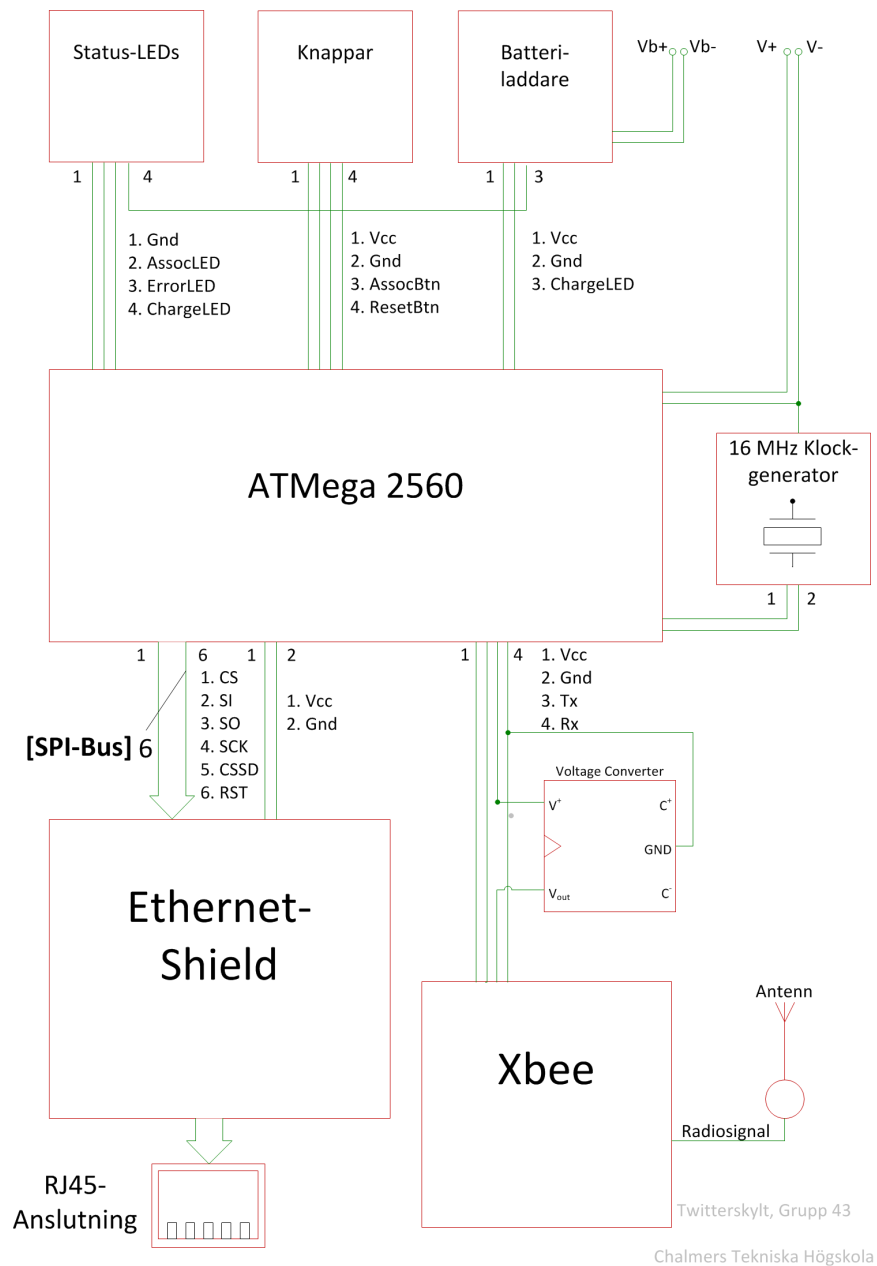 Status-LEDs
Knappar
Batteri-
laddare
Vb+
Vb-
V+
V-
1
4
1
4
1
3
1. Gnd
2. AssocLED
3. ErrorLED
4. ChargeLED
1. Vcc
2. Gnd
3. AssocBtn
4. ResetBtn
1. Vcc
2. Gnd
3. ChargeLED
ATMega 2560
16 MHz Klock-
generator
1
2
1
6
1. CS
2. SI
3. SO
4. SCK
5. CSSD
6. RST
[SPI-Bus] 6
1
2
1. Vcc
2. Gnd
1
4
1. Vcc
2. Gnd
3. Tx
4. Rx
Voltage Converter
V+
C+
GND
Vout
C-
Ethernet-
Shield
Xbee
Antenn
Radiosignal
RJ45-
Anslutning
Twitterskylt, Grupp 43
Chalmers Tekniska Högskola